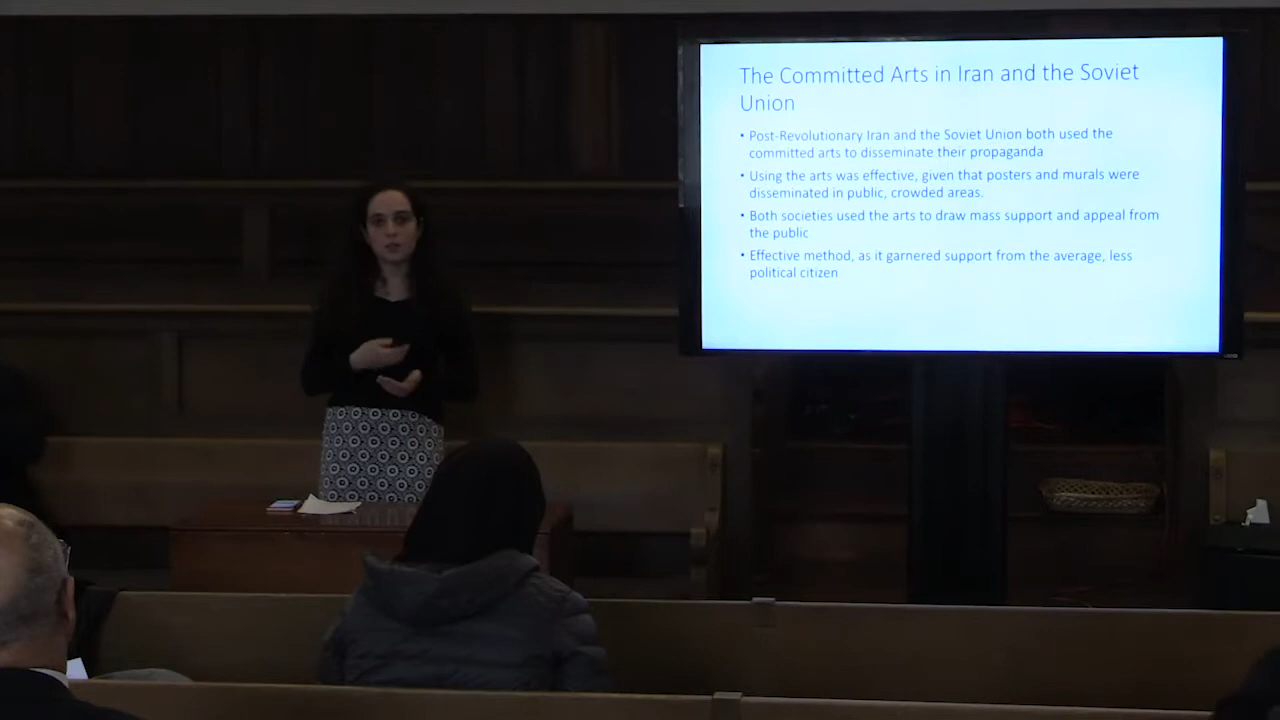 The Committed Arts in Iran and the Soviet
Union
• Post-Revolutionary Iran and the Soviet Union both used the
committed arts to disseminate their propaganda
• Using the arts was effective, given that posters and murals were
disseminated in public, crowded areas.
• Both societies used the arts to draw mass support and appeal from
the public
• Effective method, as it garnered support from the average, less
political citizen